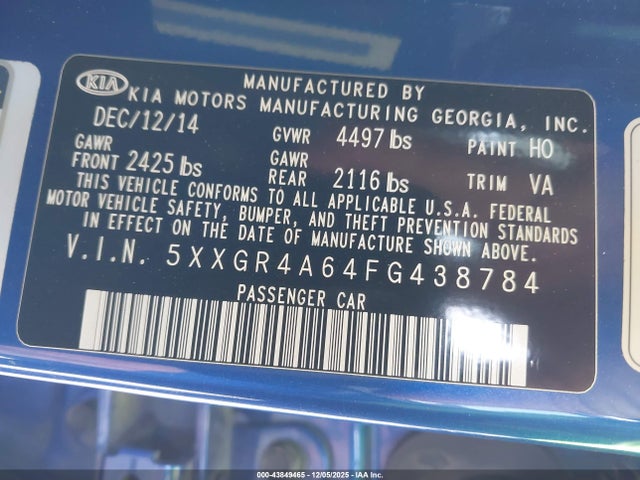 KIA
MANUFACTURED BY
KIA MOTORS MANUFACTURING GEORGIA, INC.
DEC/12/14
GVWR 4497 lbs
PAINT HO
GAWR FRONT 2425 lbs
GAWR REAR 2116 lbs
TRIM VA
THIS VEHICLE CONFORMS TO ALL APPLICABLE U.S.A. FEDERAL
MOTOR VEHICLE SAFETY, BUMPER, AND THEFT PREVENTION STANDARDS
IN EFFECT ON THE DATE OF MANUFACTURE SHOWN ABOVE.
V.I.N. 5XXGR4A64FG438784
PASSENGER CAR
000-43849465 - 12/05/2025 - IAA Inc.